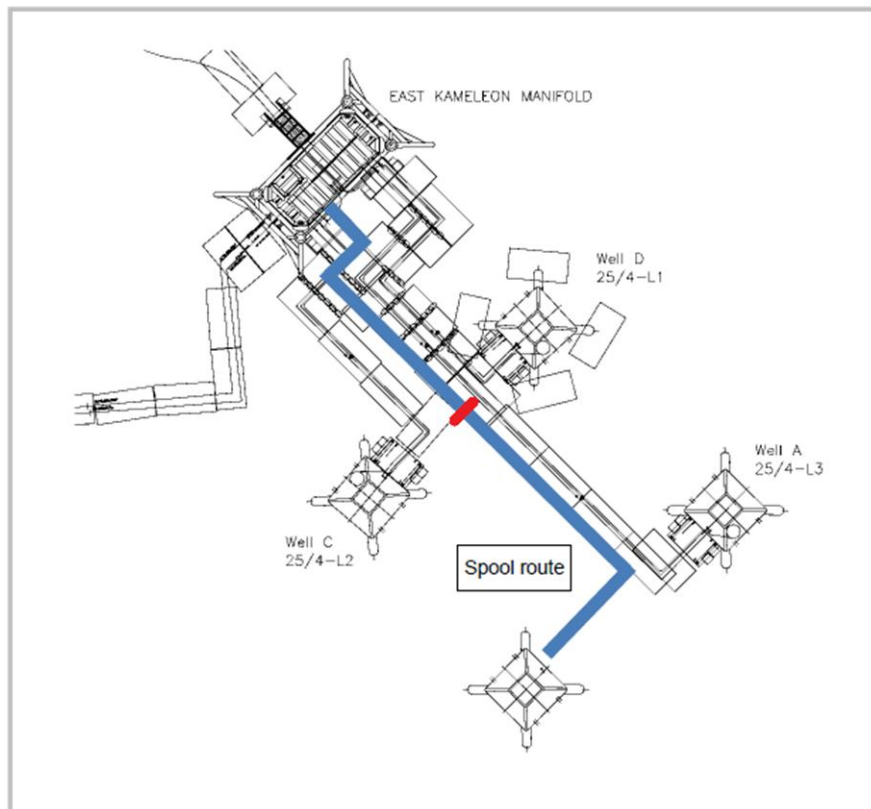 EAST KAMELEON MANIFOLD
Well D
25/4-L1
Well A
25/4-L3
Well C
25/4-L2
Spool route